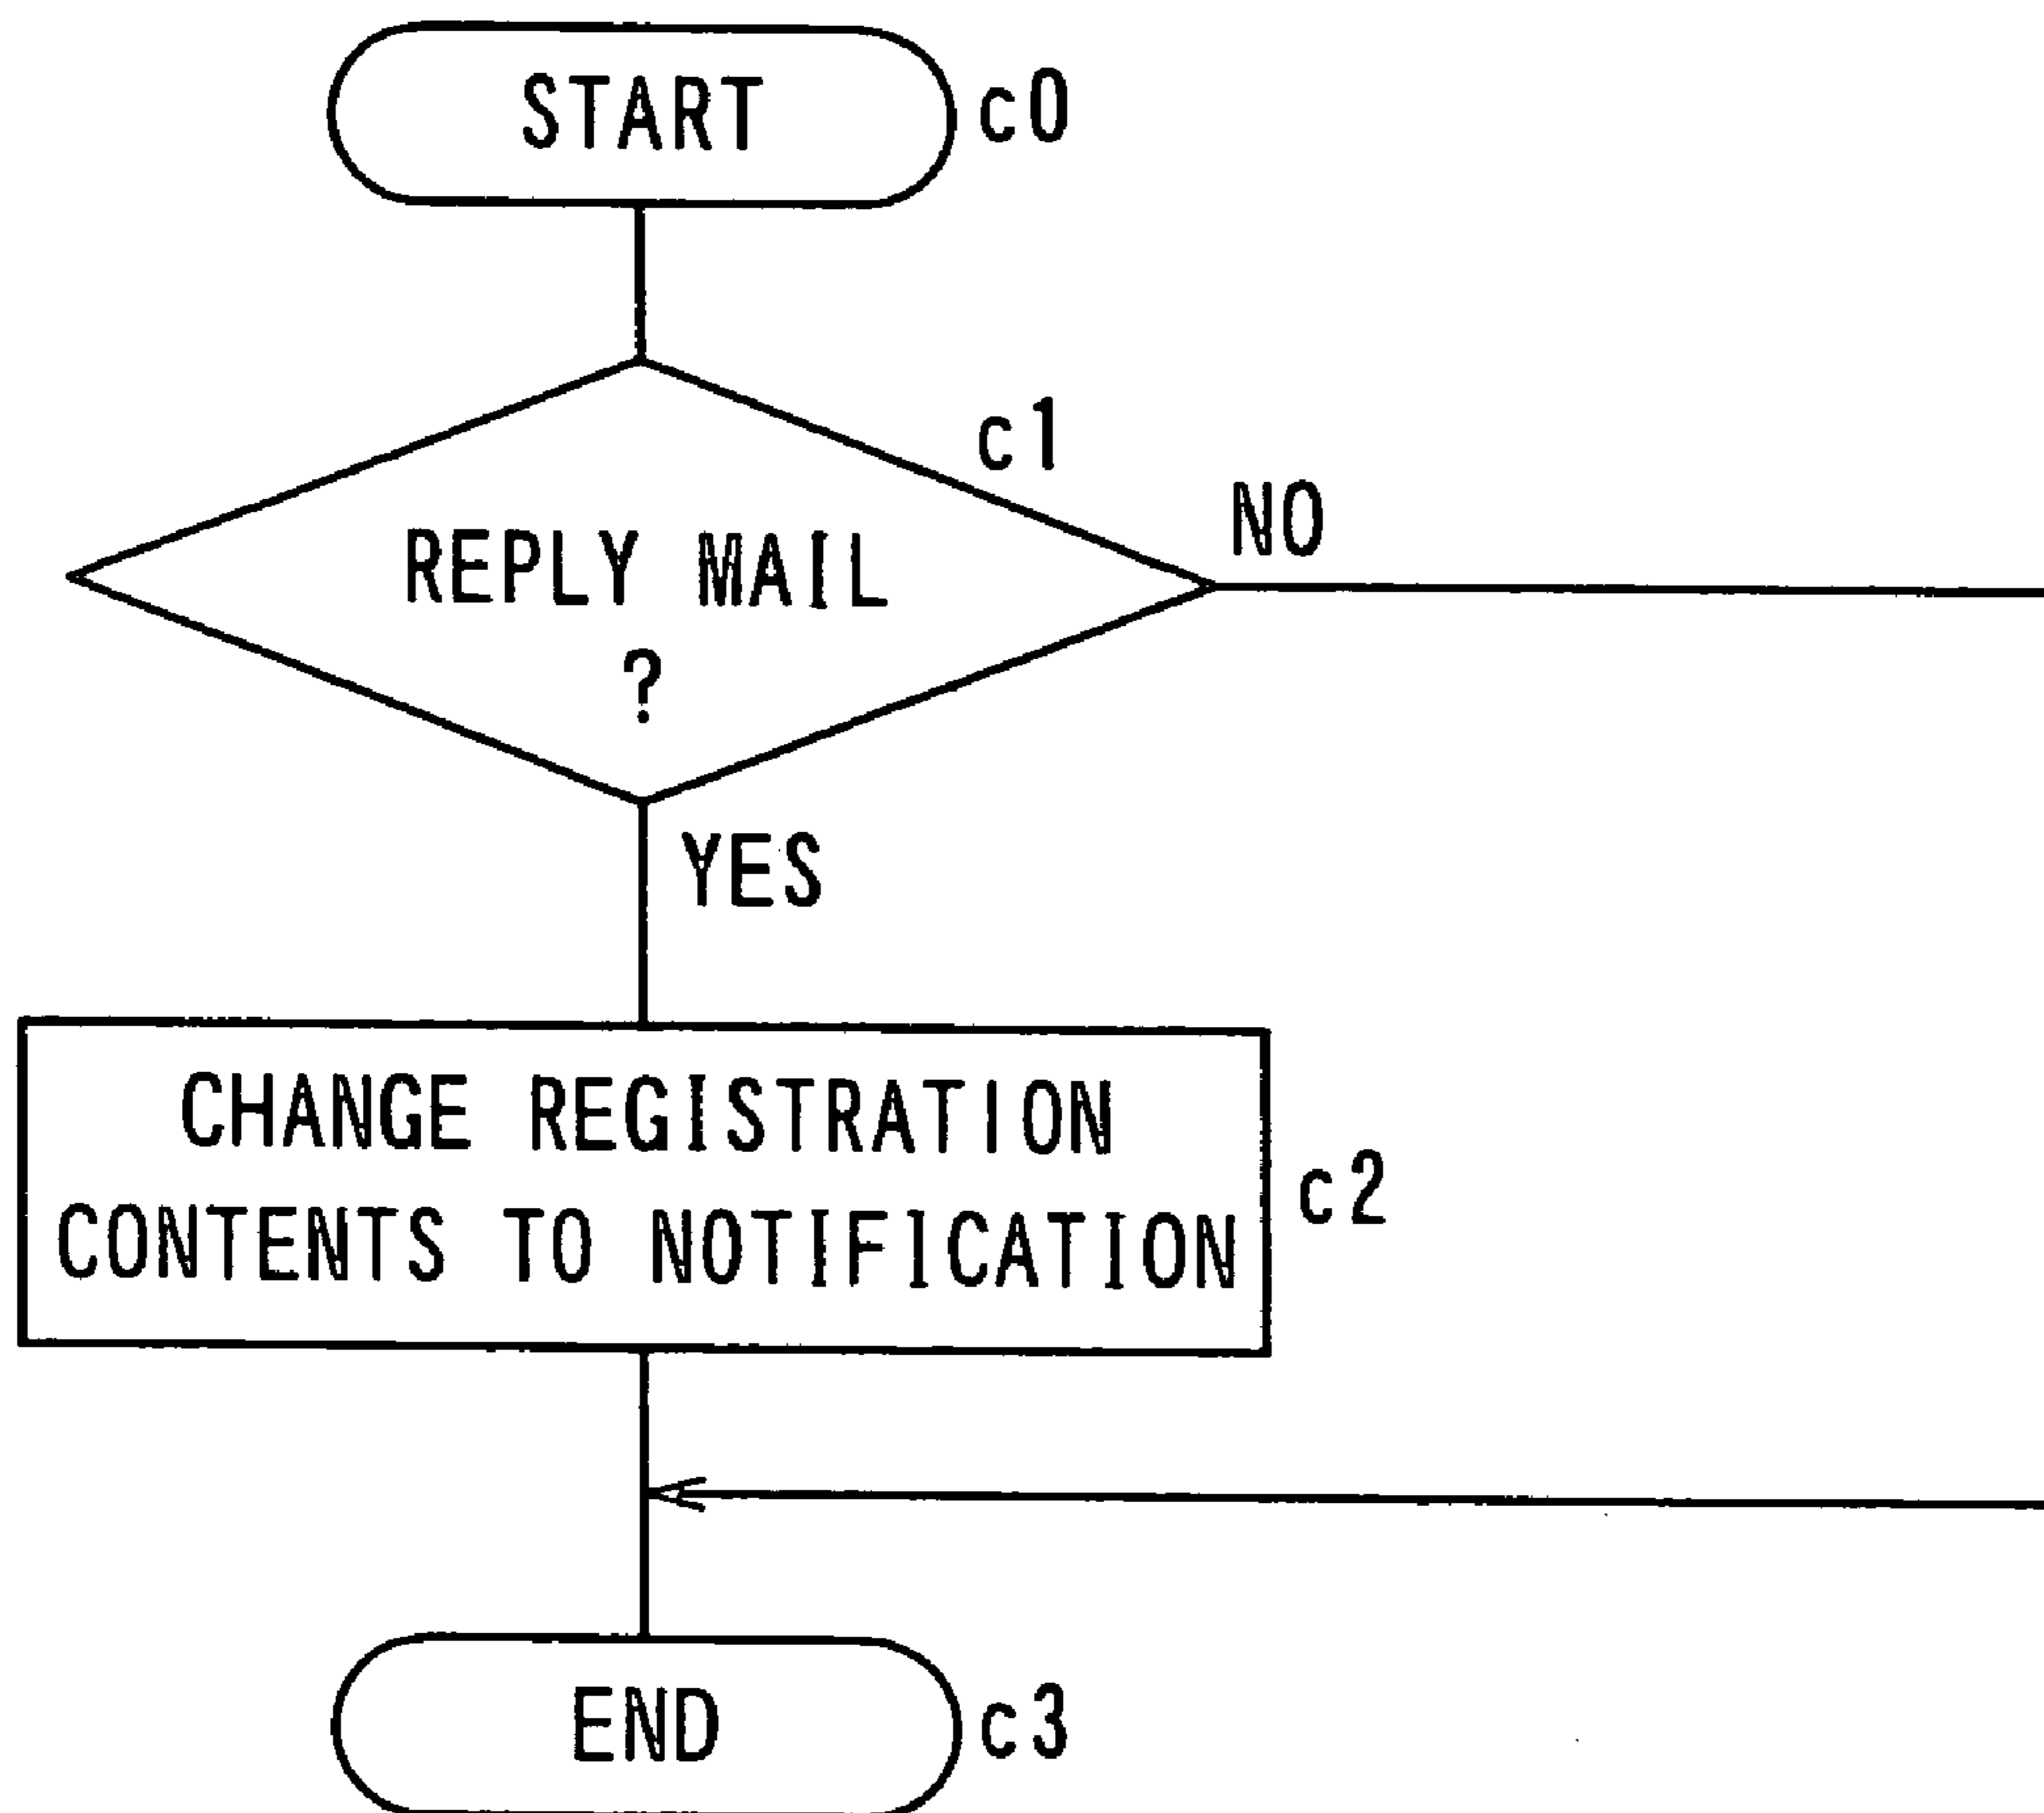 START c0
c1
NO
REPLY MAIL
?
YES
CHANGE REGISTRATION
CONTENTS TO NOTIFICATION
c2
END c3